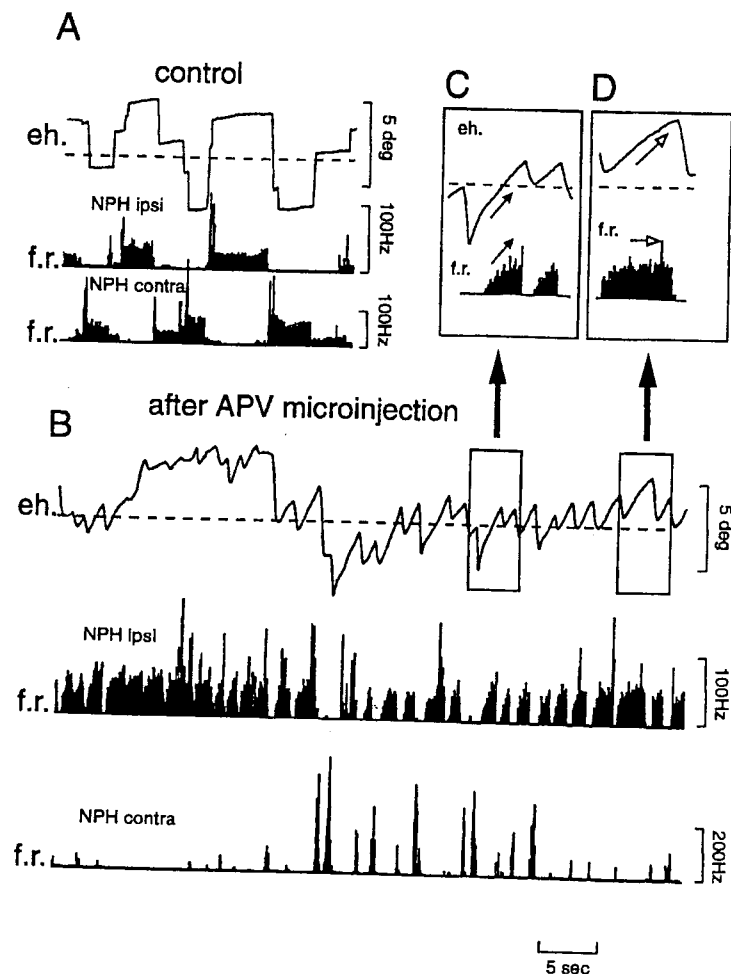 A
control
eh.
5 deg
NPH ipsi
f.r.
100Hz
NPH contra
f.r.
100Hz
C
eh.
f.r.
D
f.r.
after APV microinjection
B
eh.
5 deg
NPH ipsi
f.r.
100Hz
NPH contra
f.r.
200Hz
5 sec